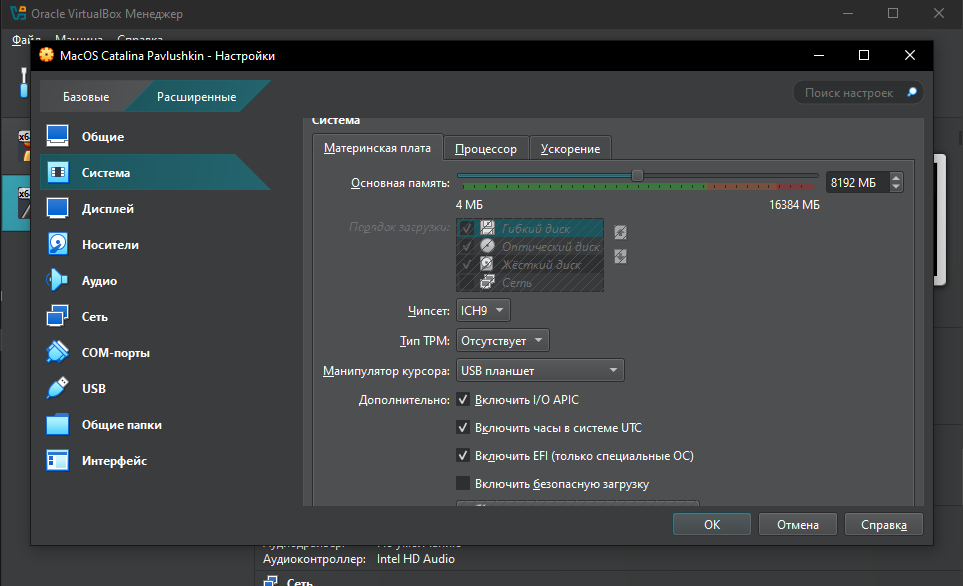 Oracle VirtualBox Менеджер
Файл Машина Справка
MacOS Catalina Pavlushkin - Настройки
Базовые
Расширенные
Поиск настроек
Общие
Система
Дисплей
Носители
Аудио
Сеть
COM-порты
USB
Общие папки
Интерфейс
Система
Материнская плата
Процессор
Ускорение
Основная память:
8192 МБ
4 МБ
16384 МБ
Порядок загрузки:
Гибкий диск
Оптический диск
Жёсткий диск
Сеть
Чипсет:
ICH9
Тип TPM:
Отсутствует
Манипулятор курсора:
USB планшет
Дополнительно:
Включить I/O APIC
Включить часы в системе UTC
Включить EFI (только специальные ОС)
Включить безопасную загрузку
OK
Отмена
Справка
Аудиоконтроллер: Intel HD Audio
Сеть